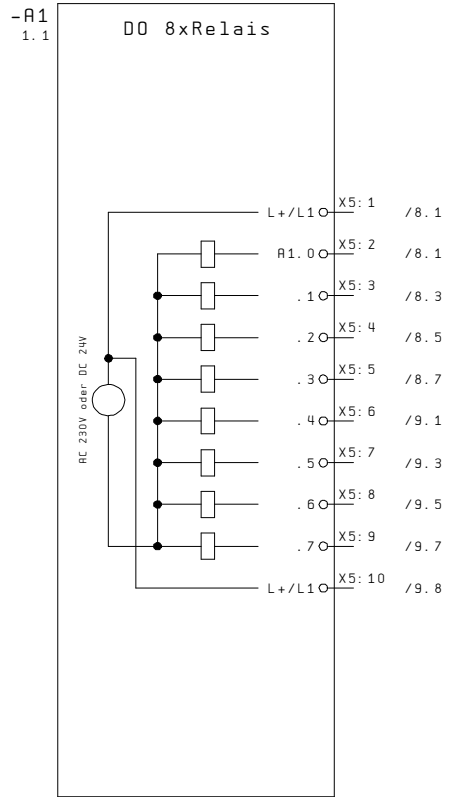 -A1
1.1
DO 8xRelais
L+/L1 X5:1 /8.1
A1.0 X5:2 /8.1
.1 X5:3 /8.3
.2 X5:4 /8.5
.3 X5:5 /8.7
.4 X5:6 /9.1
.5 X5:7 /9.3
.6 X5:8 /9.5
.7 X5:9 /9.7
L+/L1 X5:10 /9.8
AC 230V oder DC 24V